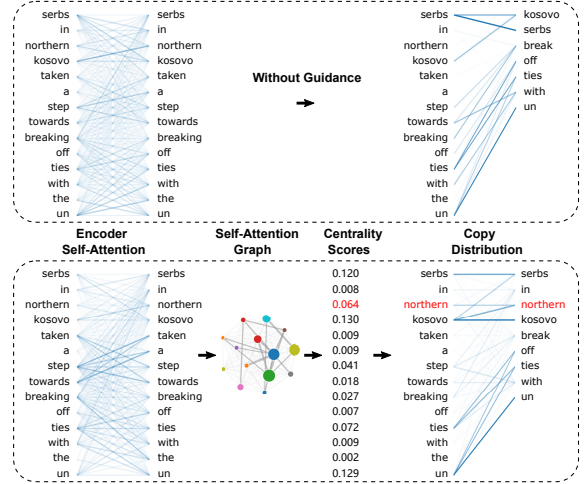 serbs serbs serbs kosovo
in in in serbs
northern northern northern break
kosovo kosovo kosovo off
taken taken taken ties
a a a with
step step step un
towards towards towards
breaking breaking breaking
off off off
ties ties ties
with with with
the the the
un un un
Without Guidance
Encoder
Self-Attention
Self-Attention
Graph
Centrality
Scores
Copy
Distribution
serbs serbs 0.120 serbs serbs
in in 0.008 in in
northern northern 0.064 northern northern
kosovo kosovo 0.130 kosovo kosovo
taken taken 0.009 taken break
a a 0.009 a off
step step 0.041 step ties
towards towards 0.018 towards with
breaking breaking 0.027 breaking un
off off 0.007 off
ties ties 0.072 ties
with with 0.009 with
the the 0.002 the
un un 0.129 un